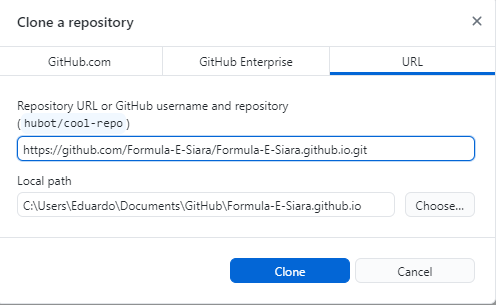 Clone a repository
GitHub.com
GitHub Enterprise
URL
Repository URL or GitHub username and repository
(hubot/cool-repo)
https://github.com/Formula-E-Siara/Formula-E-Siara.github.io.git
Local path
C:\Users\Eduardo\Documents\GitHub\Formula-E-Siara.github.io
Choose...
Clone
Cancel